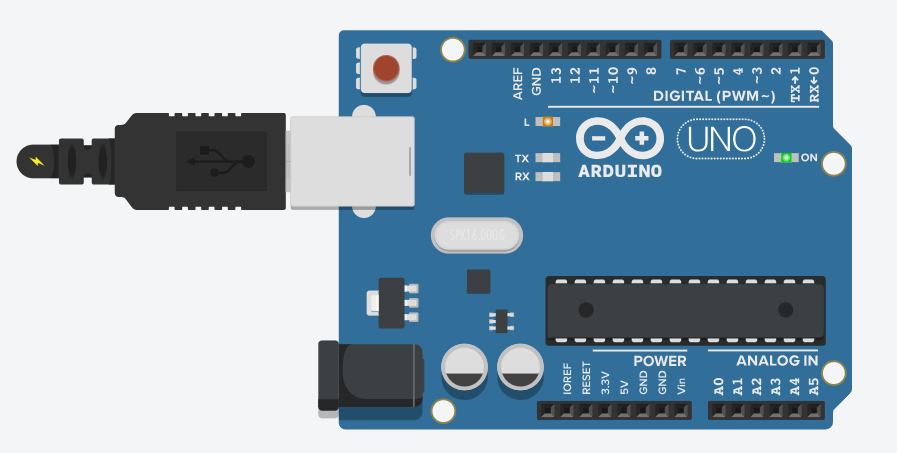 AREF
GND
13
12
~11
~10
~9
8
7
~6
~5
4
~3
2
TX→1
RX←0
DIGITAL (PWM~)
L
TX
RX
ARDUINO
UNO
ON
SPX16.000G
POWER
ANALOG IN
IOREF
RESET
3.3V
5V
GND
GND
Vin
A0
A1
A2
A3
A4
A5